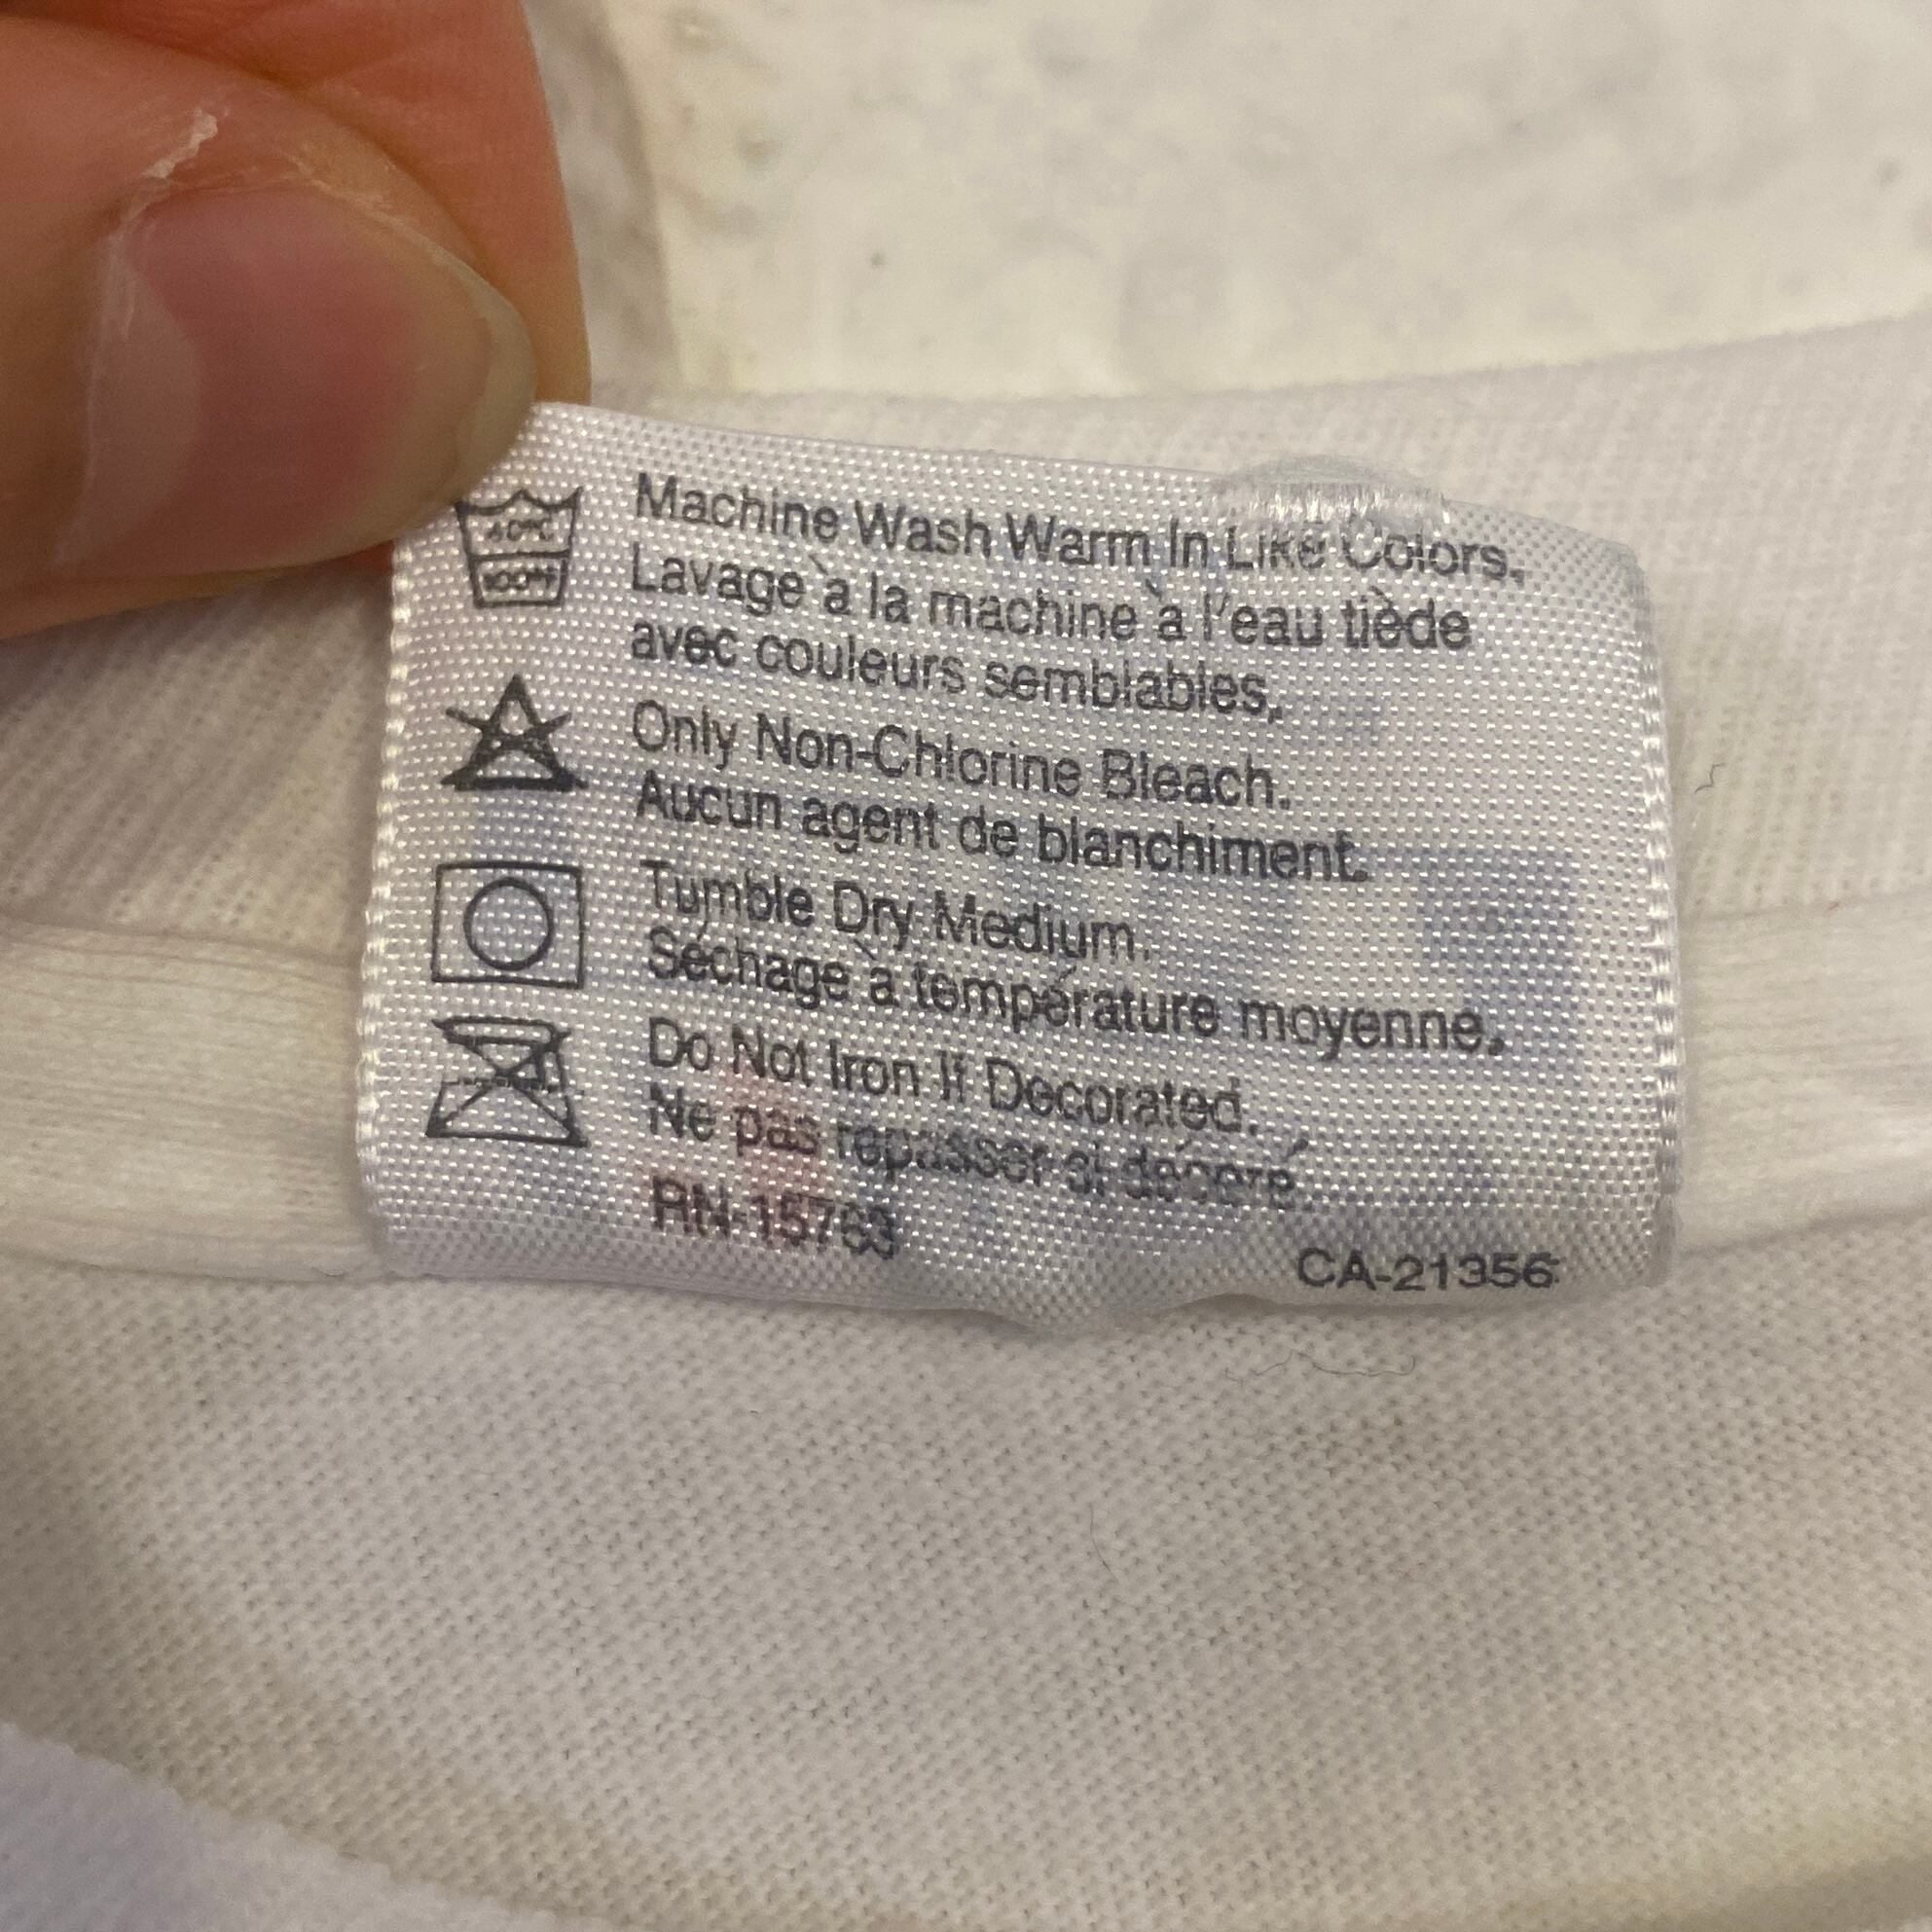 40°C
100°F
Machine Wash Warm In Like Colors.
Lavage à la machine à l'eau tiède
avec couleurs semblables.
Only Non-Chlorine Bleach.
Aucun agent de blanchiment.
Tumble Dry Medium.
Séchage à température moyenne.
Do Not Iron If Decorated.
Ne pas repasser si décoré.
RN-15763
CA-21356